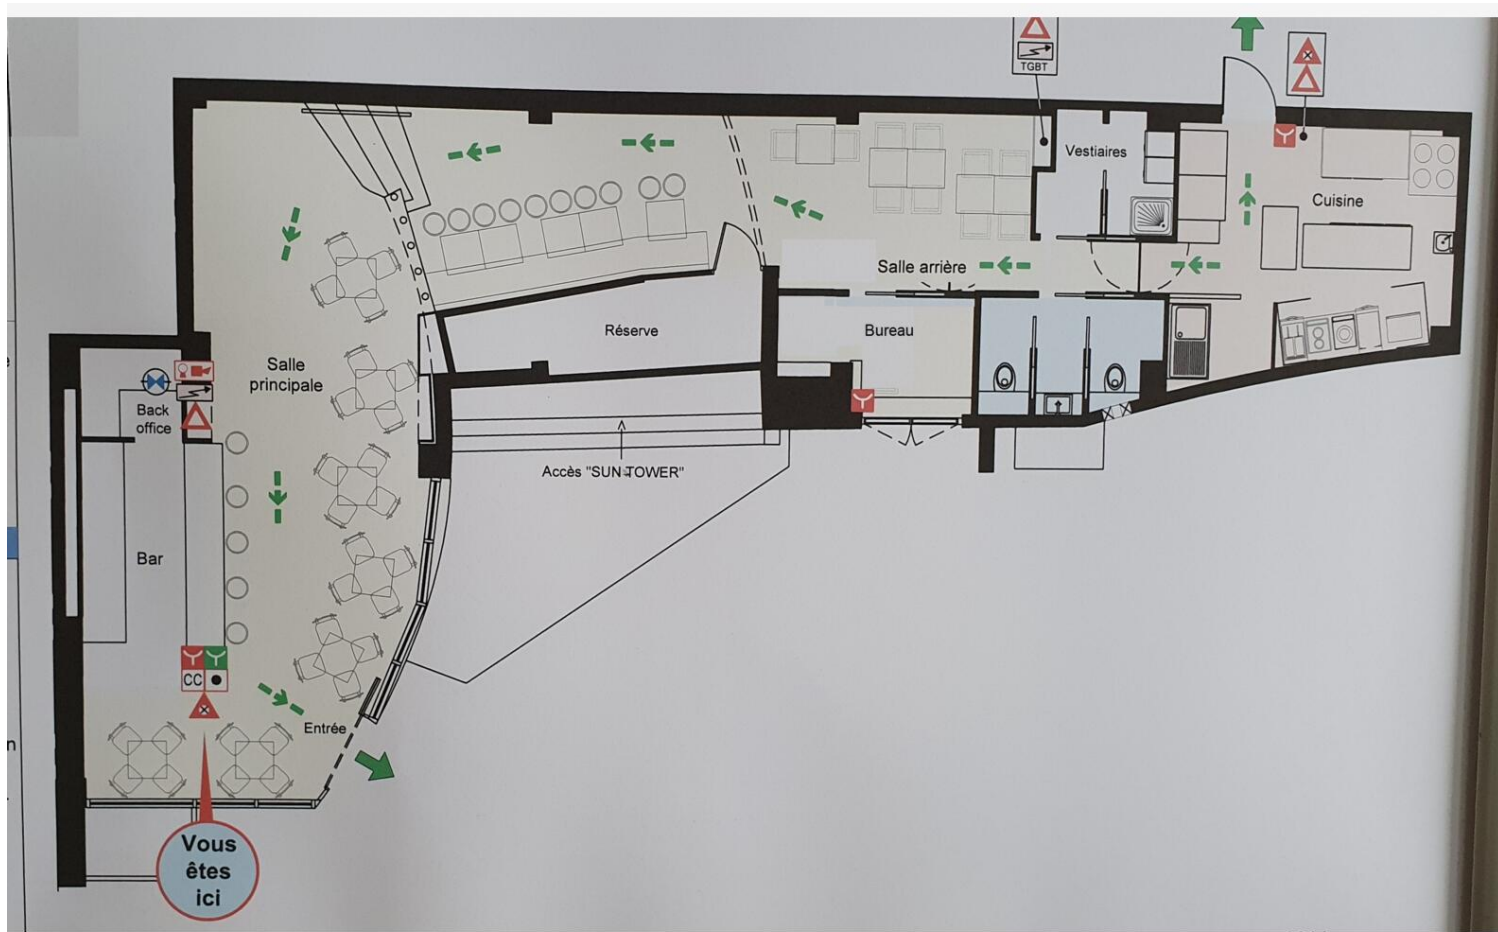 TGBT
Vestiaires
Cuisine
Salle arrière
Réserve
Bureau
Salle
principale
Back
office
Accès "SUN TOWER"
Bar
CC
Entrée
Vous
êtes
ici